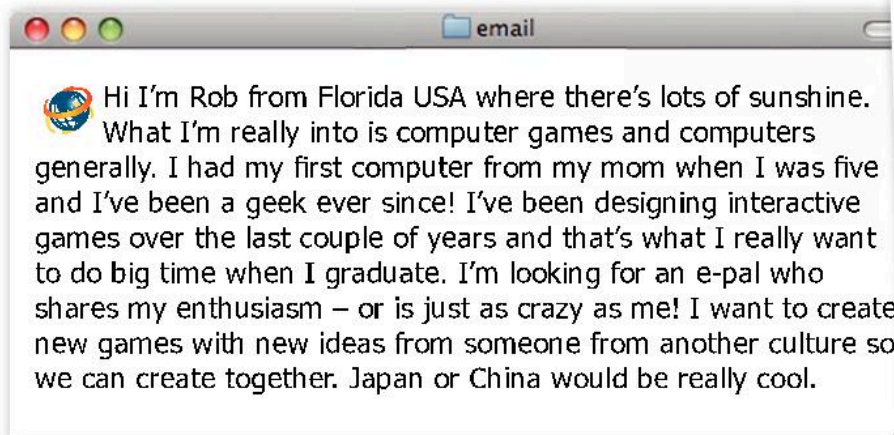 email
Hi I'm Rob from Florida USA where there's lots of sunshine.
What I'm really into is computer games and computers
generally. I had my first computer from my mom when I was five
and I've been a geek ever since! I've been designing interactive
games over the last couple of years and that's what I really want
to do big time when I graduate. I'm looking for an e-pal who
shares my enthusiasm – or is just as crazy as me! I want to create
new games with new ideas from someone from another culture so
we can create together. Japan or China would be really cool.